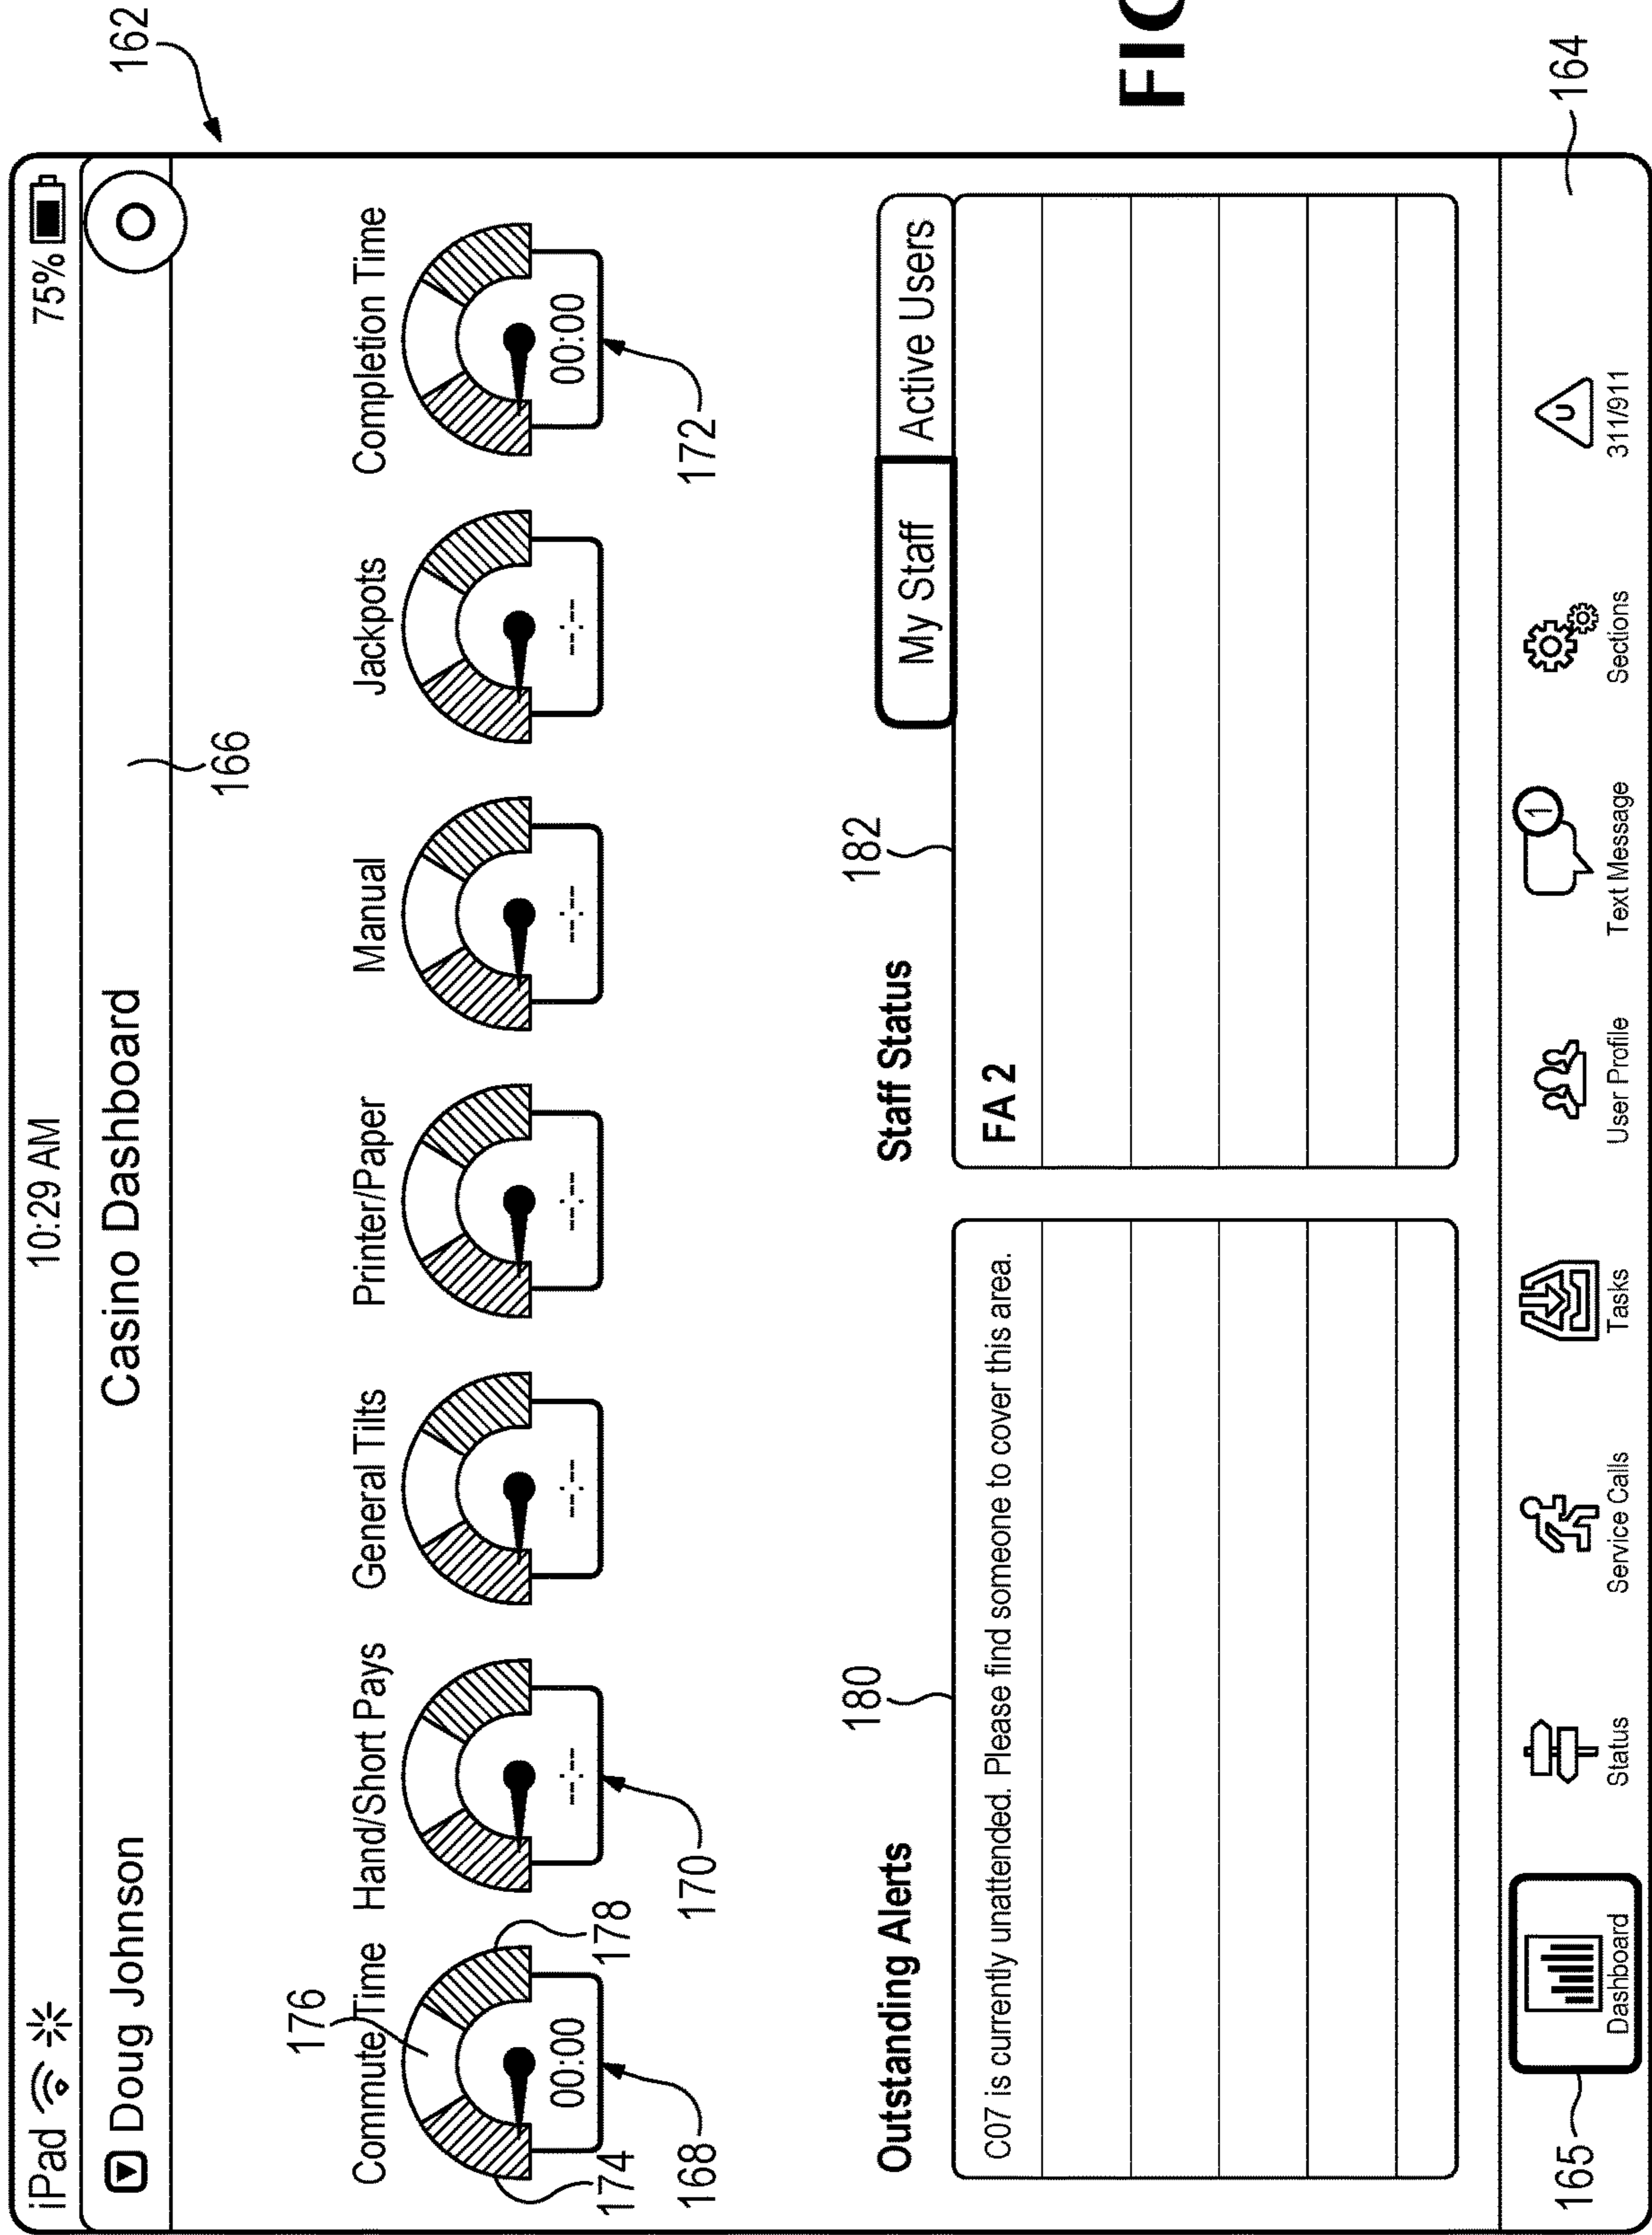 iPad 10:29 AM 75%
Doug Johnson Casino Dashboard
162
166
176
Commute Time Hand/Short Pays General Tilts Printer/Paper Manual Jackpots Completion Time
00:00 --:-- --:-- --:-- --:-- --:-- 00:00
174 178
168 170 172
180 182
Outstanding Alerts Staff Status My Staff Active Users
C07 is currently unattended. Please find someone to cover this area. FA 2
1
Dashboard Status Service Calls Tasks User Profile Text Message Sections 311/911
165 164